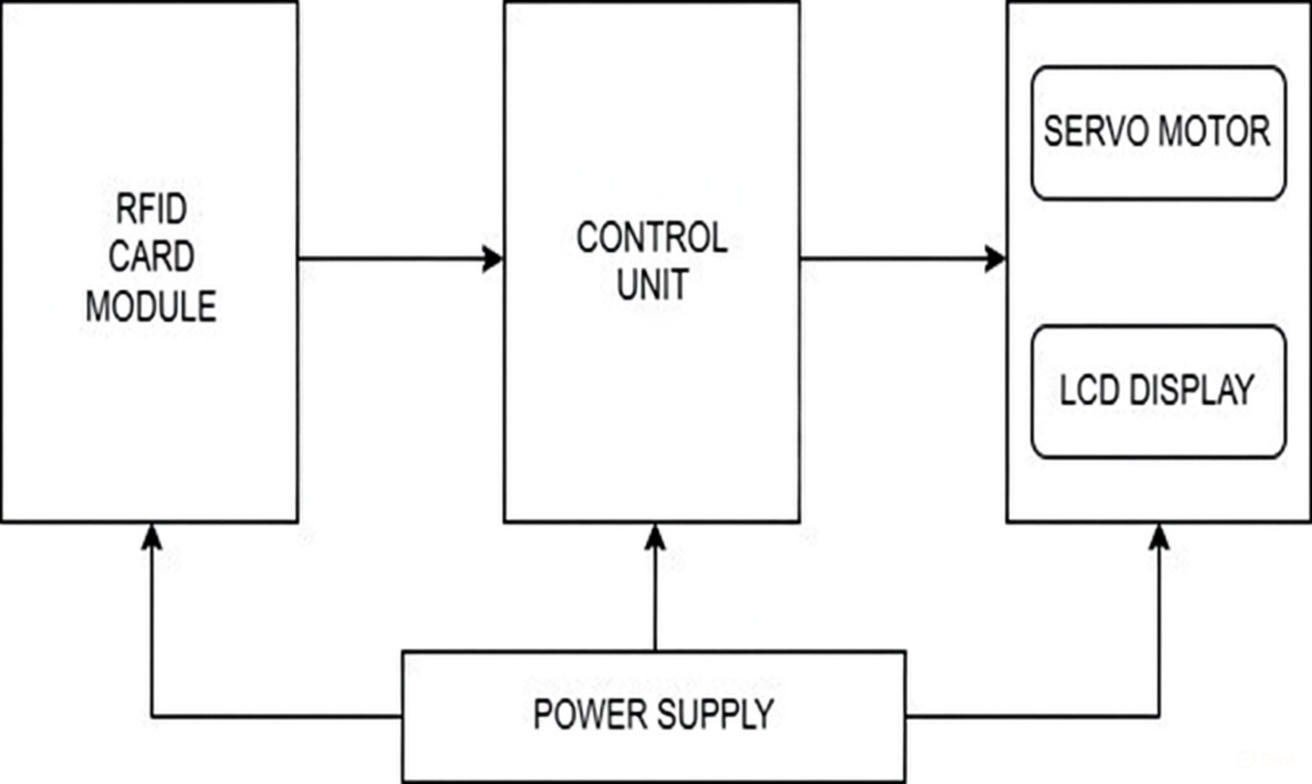 RFID
CARD
MODULE
CONTROL
UNIT
SERVO MOTOR
LCD DISPLAY
POWER SUPPLY